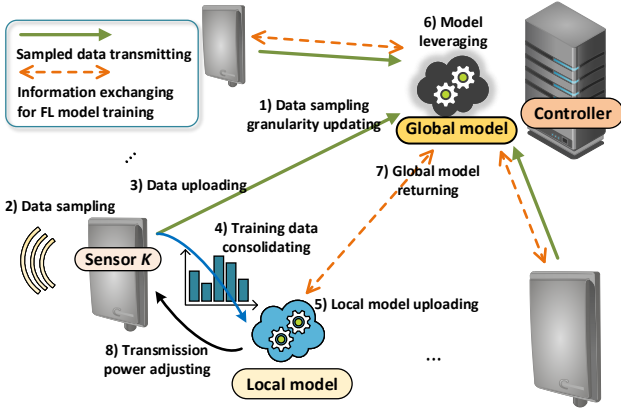 Sampled data transmitting
Information exchanging
for FL model training
6) Model
leveraging
1) Data sampling
granularity updating
Global model
Controller
...
3) Data uploading
7) Global model
returning
2) Data sampling
Sensor K
4) Training data
consolidating
5) Local model uploading
8) Transmission
power adjusting
...
Local model